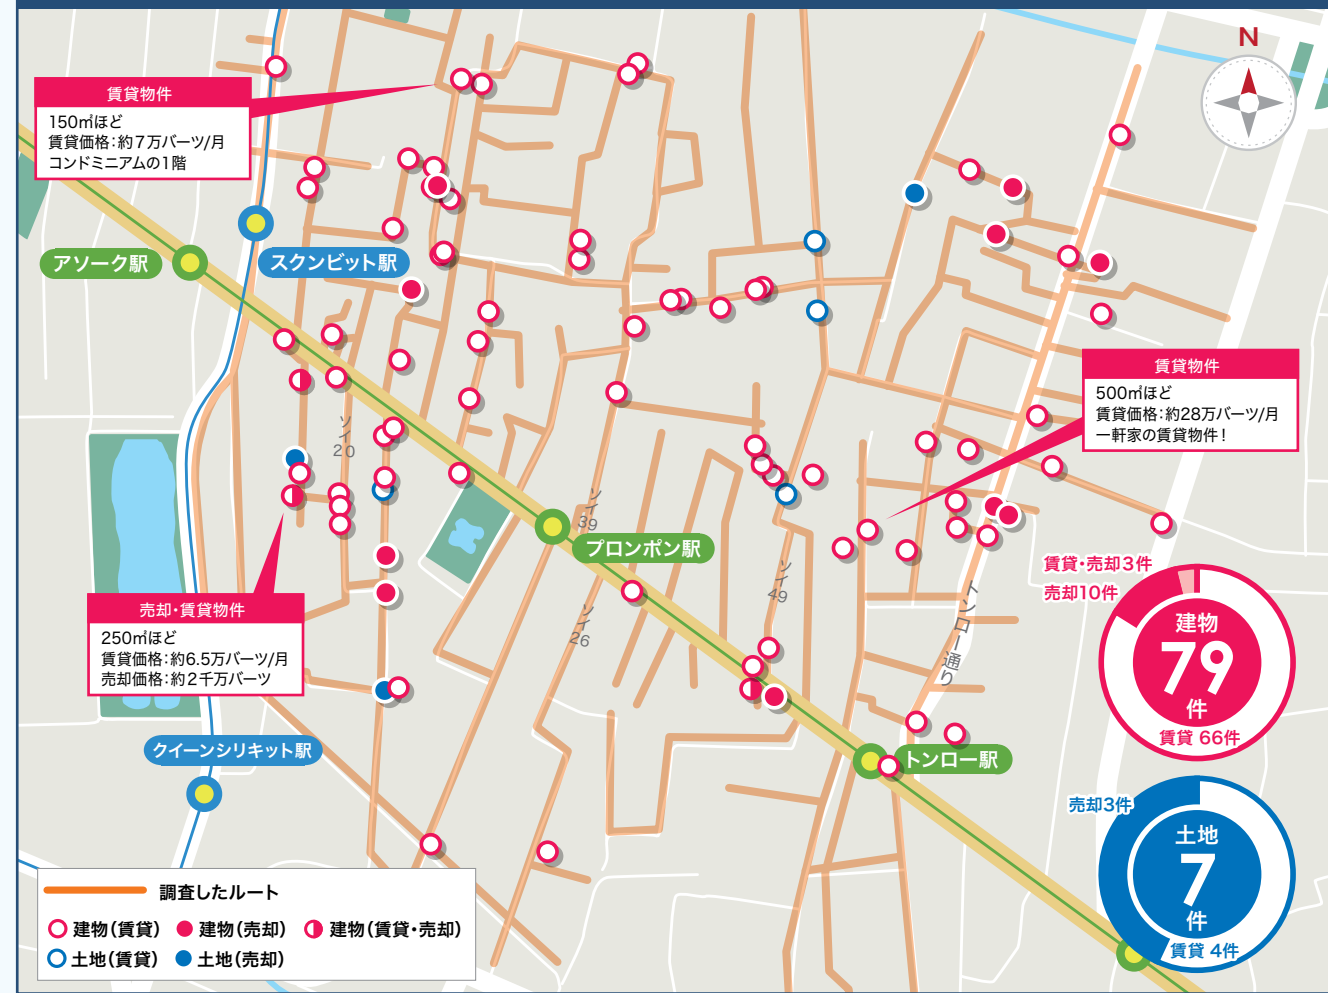 N
賃貸物件
150㎡ほど
賃貸価格：約7万バーツ/月
コンドミニアムの1階
アソーク駅
スクンビット駅
賃貸物件
500㎡ほど
賃貸価格：約28万バーツ/月
一軒家の賃貸物件！
ソイ20
ソイ39
プロンポン駅
ソイ49
ソイ26
トンロー通り
売却・賃貸物件
250㎡ほど
賃貸価格：約6.5万バーツ/月
売却価格：約2千万バーツ
賃貸・売却3件
売却10件
建物
79
件
賃貸 66件
クイーンシリキット駅
トンロー駅
売却3件
土地
7
件
賃貸 4件
調査したルート
建物（賃貸） 建物（売却） 建物（賃貸・売却）
土地（賃貸） 土地（売却）